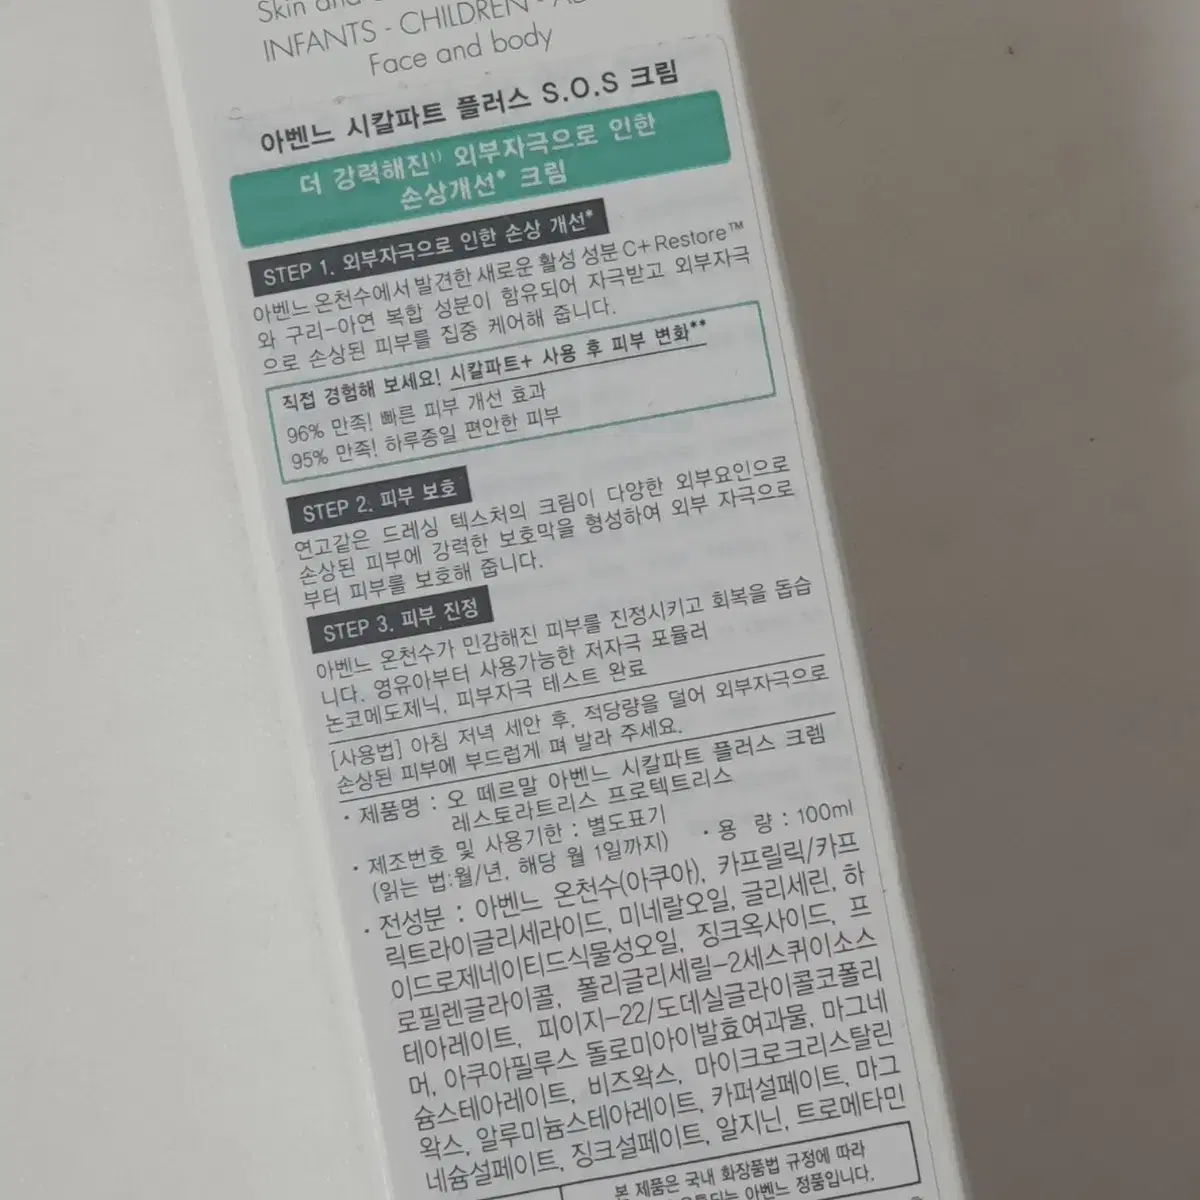 Skin and
INFANTS - CHILDREN -
Face and body
아벤느 시칼파트 플러스 S.O.S 크림
더 강력해진¹⁾ 외부자극으로 인한
손상개선* 크림
STEP 1. 외부자극으로 인한 손상 개선*
아벤느 온천수에서 발견한 새로운 활성 성분 C+Restore™
와 구리-아연 복합 성분이 함유되어 자극받고 외부자극
으로 손상된 피부를 집중 케어해 줍니다.
직접 경험해 보세요! 시칼파트+ 사용 후 피부 변화**
96% 만족! 빠른 피부 개선 효과
95% 만족! 하루종일 편안한 피부
STEP 2. 피부 보호
연고같은 드레싱 텍스처의 크림이 다양한 외부요인으로
손상된 피부에 강력한 보호막을 형성하여 외부 자극으로
부터 피부를 보호해 줍니다.
STEP 3. 피부 진정
아벤느 온천수가 민감해진 피부를 진정시키고 회복을 돕습
니다. 영유아부터 사용가능한 저자극 포뮬러
논코메도제닉, 피부자극 테스트 완료
[사용법] 아침 저녁 세안 후, 적당량을 덜어 외부자극으로
손상된 피부에 부드럽게 펴 발라 주세요.
· 제품명 : 오 떼르말 아벤느 시칼파트 플러스 크렘
레스토라트리스 프로텍트리스
· 제조번호 및 사용기한 : 별도표기 · 용 량 : 100ml
(읽는 법:월/년, 해당 월 1일까지)
· 전성분 : 아벤느 온천수(아쿠아), 카프릴릭/카프
릭트라이글리세라이드, 미네랄오일, 글리세린, 하
이드로제네이티드식물성오일, 징크옥사이드, 프
로필렌글라이콜, 폴리글리세릴-2세스퀴이소스
테아레이트, 피이지-22/도데실글라이콜코폴리
머, 아쿠아필루스 돌로미아이발효여과물, 마그네
슘스테아레이트, 비즈왁스, 마이크로크리스탈린
왁스, 알루미늄스테아레이트, 카퍼설페이트, 마그
네슘설페이트, 징크설페이트, 알지닌, 트로메타민
본 제품은 국내 화장품법 규정에 따라
되는 아벤느 정품입니다.